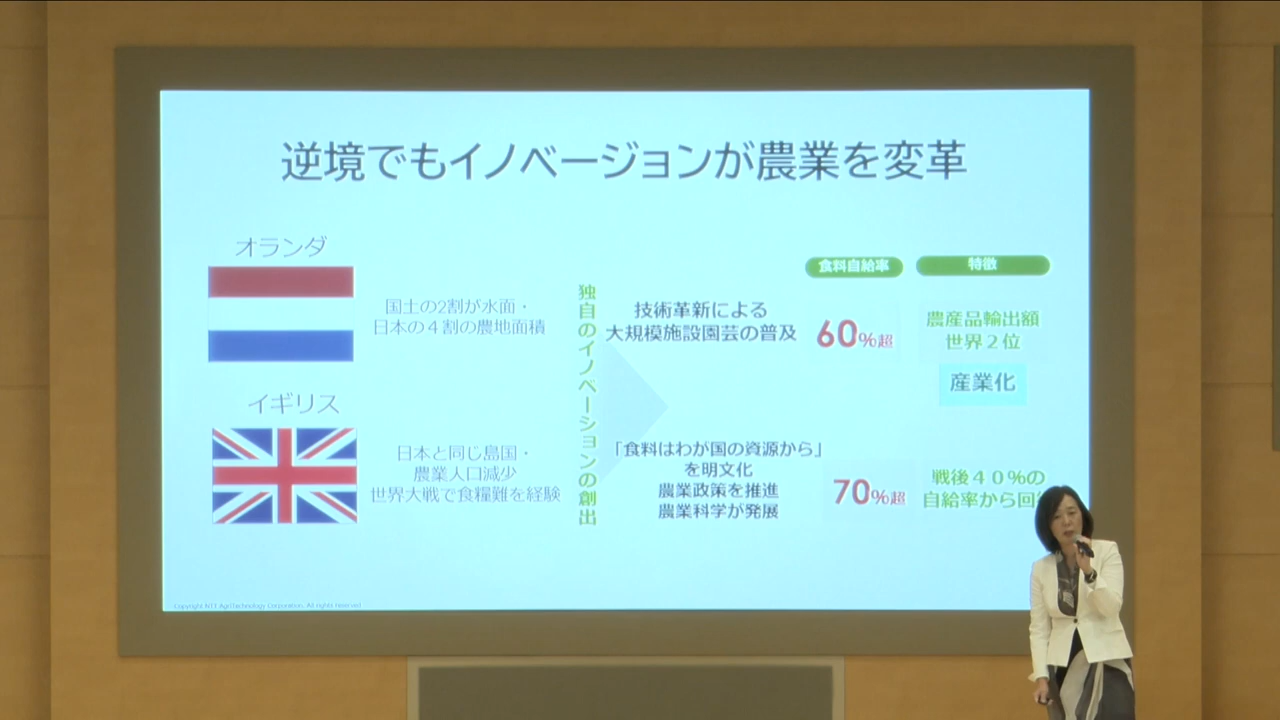 逆境でもイノベージョンが農業を変革
オランダ
国土の2割が水面・
日本の４割の農地面積
イギリス
日本と同じ島国・
農業人口減少
世界大戦で食糧難を経験
独自のイノベーションの創出
技術革新による
大規模施設園芸の普及
「食料はわが国の資源から」
を明文化
農業政策を推進
農業科学が発展
食料自給率
60%超
70%超
特徴
農産品輸出額
世界２位
産業化
戦後４０％の
自給率から回
Copyright NTT AgriTechnology Corporation. All rights reserved